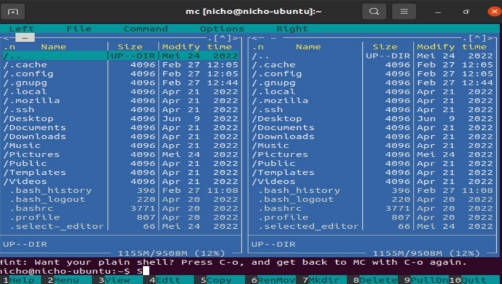 mc [nicho@nicho-ubuntu]:~
Left File Command Options Right
<- ~ .[^]> <- ~ .[^]>
.n Name Size Modify time .n Name Size Modify time
/.. UP--DIR Mei 24 2022 /.. UP--DIR Mei 24 2022
/.cache 4096 Feb 27 12:05 /.cache 4096 Feb 27 12:05
/.config 4096 Feb 27 12:05 /.config 4096 Feb 27 12:05
/.gnupg 4096 Feb 27 12:44 /.gnupg 4096 Feb 27 12:44
/.local 4096 Apr 21 2022 /.local 4096 Apr 21 2022
/.mozilla 4096 Apr 21 2022 /.mozilla 4096 Apr 21 2022
/.ssh 4096 Apr 21 2022 /.ssh 4096 Apr 21 2022
/Desktop 4096 Jun 9 2022 /Desktop 4096 Jun 9 2022
/Documents 4096 Apr 21 2022 /Documents 4096 Apr 21 2022
/Downloads 4096 Apr 21 2022 /Downloads 4096 Apr 21 2022
/Music 4096 Apr 21 2022 /Music 4096 Apr 21 2022
/Pictures 4096 Mei 24 2022 /Pictures 4096 Mei 24 2022
/Public 4096 Apr 21 2022 /Public 4096 Apr 21 2022
/Templates 4096 Apr 21 2022 /Templates 4096 Apr 21 2022
/Videos 4096 Apr 21 2022 /Videos 4096 Apr 21 2022
.bash_history 396 Feb 27 11:08 .bash_history 396 Feb 27 11:08
.bash_logout 220 Apr 20 2022 .bash_logout 220 Apr 20 2022
.bashrc 3771 Apr 20 2022 .bashrc 3771 Apr 20 2022
.profile 807 Apr 20 2022 .profile 807 Apr 20 2022
.select~_editor 66 Mei 24 2022 .selected_editor 66 Mei 24 2022
UP--DIR UP--DIR
1155M/9508M (12%) 1155M/9508M (12%)
Hint: Want your plain shell? Press C-o, and get back to MC with C-o again.
nicho@nicho-ubuntu:~$ S
1Help 2Menu 3View 4Edit 5Copy 6RenMov 7Mkdir 8Delete 9PullDn 10Quit